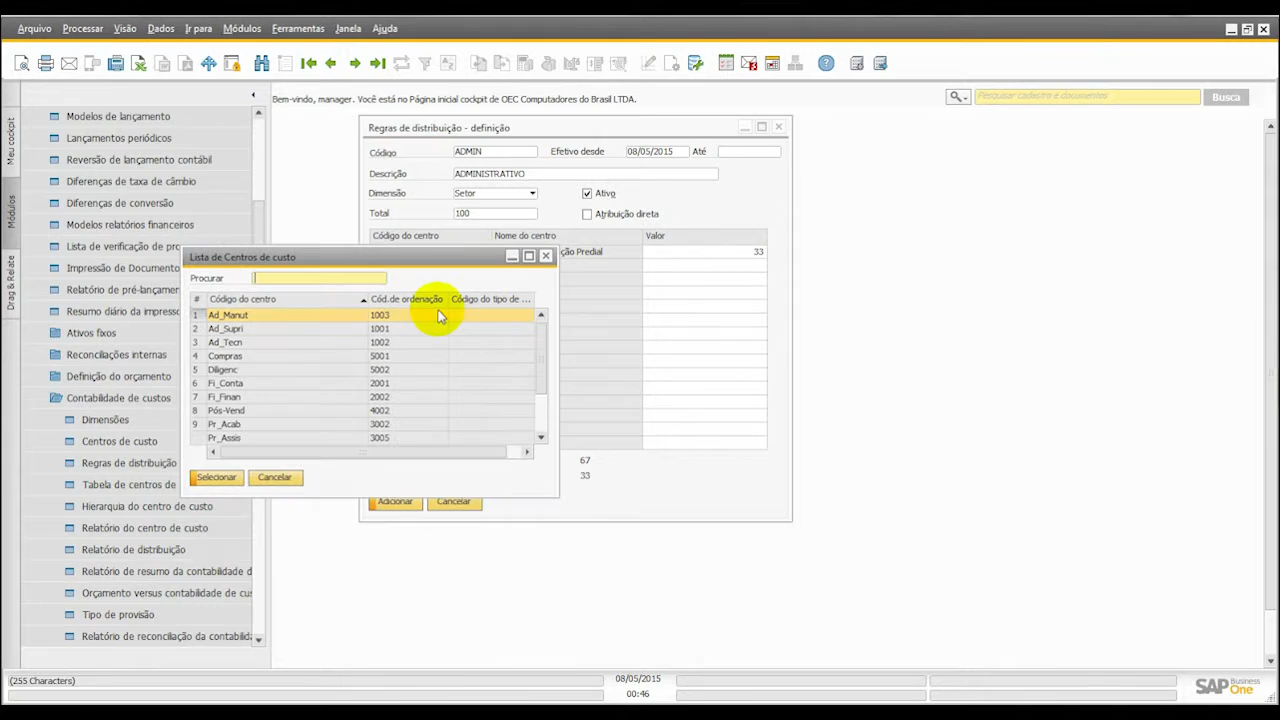 Arquivo Processar Visão Dados Ir para Módulos Ferramentas Janela Ajuda
Bem-vindo, manager. Você está no Página inicial cockpit de OEC Computadores do Brasil LTDA.
Pesquisar cadastro e documentos
Busca
Meu cockpit
Módulos
Drag & Relate
Modelos de lançamento
Lançamentos periódicos
Reversão de lançamento contábil
Diferenças de taxa de câmbio
Diferenças de conversão
Modelos relatórios financeiros
Lista de verificação de pro
Impressão de Documento
Relatório de pré-lançamen
Resumo diário da impresso
Ativos fixos
Reconciliações internas
Definição do orçamento
Contabilidade de custos
Dimensões
Centros de custo
Regras de distribuição
Tabela de centros de
Hierarquia do centro de custo
Relatório do centro de custo
Relatório de distribuição
Relatório de resumo da contabilidade d
Orçamento versus contabilidade de cus
Tipo de provisão
Relatório de reconciliação da contabilida
Regras de distribuição - definição
Código ADMIN Efetivo desde 08/05/2015 Até
Descrição ADMINISTRATIVO
Dimensão Setor Ativo
Total 100 Atribuição direta
Código do centro Nome do centro Valor
ção Predial 33
67
33
Adicionar Cancelar
Lista de Centros de custo
Procurar
# Código do centro Cód.de ordenação Código do tipo de ...
1 Ad_Manut 1003
2 Ad_Supri 1001
3 Ad_Tecn 1002
4 Compras 5001
5 Diligenc 5002
6 Fi_Conta 2001
7 Fi_Finan 2002
8 Pós-Vend 4002
9 Pr_Acab 3002
Pr_Assis 3005
Selecionar Cancelar
(255 Characters)
08/05/2015
00:46
SAP Business One